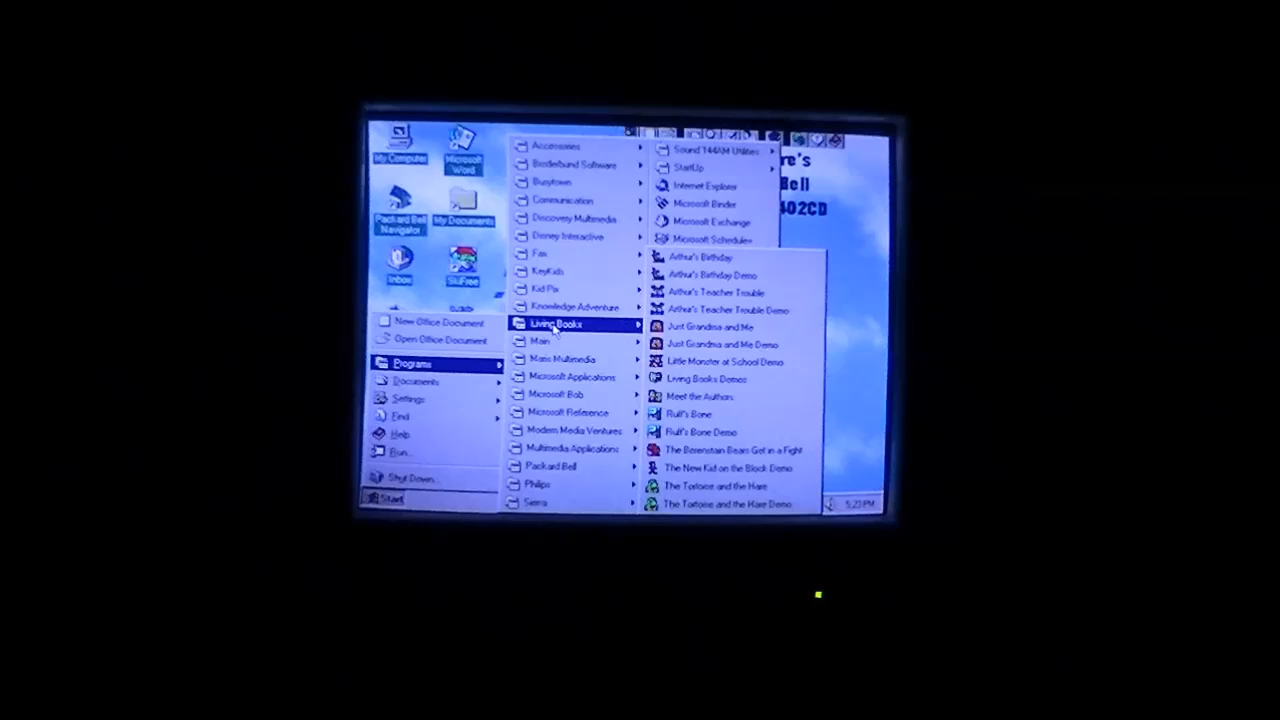 My Computer
Microsoft Word
Packard Bell Navigator
My Documents
Inbox
SkiFree
re's
Bell
402CD
New Office Document
Open Office Document
Programs
Documents
Settings
Find
Help
Run...
Shut Down...
Start
Accessories
Broderbund Software
Busytown
Communication
Discovery Multimedia
Disney Interactive
Fax
KeyKids
Kid Pix
Knowledge Adventure
Living Books
Main
Maris Multimedia
Microsoft Applications
Microsoft Bob
Microsoft Reference
Modern Media Ventures
Multimedia Applications
Packard Bell
Philips
Sierra
Sound 144AM Utilities
StartUp
Internet Explorer
Microsoft Binder
Microsoft Exchange
Microsoft Schedule+
Arthur's Birthday
Arthur's Birthday Demo
Arthur's Teacher Trouble
Arthur's Teacher Trouble Demo
Just Grandma and Me
Just Grandma and Me Demo
Little Monster at School Demo
Living Books Demos
Meet the Authors
Ruff's Bone
Ruff's Bone Demo
The Berenstain Bears Get in a Fight
The New Kid on the Block Demo
The Tortoise and the Hare
The Tortoise and the Hare Demo
5:23 PM